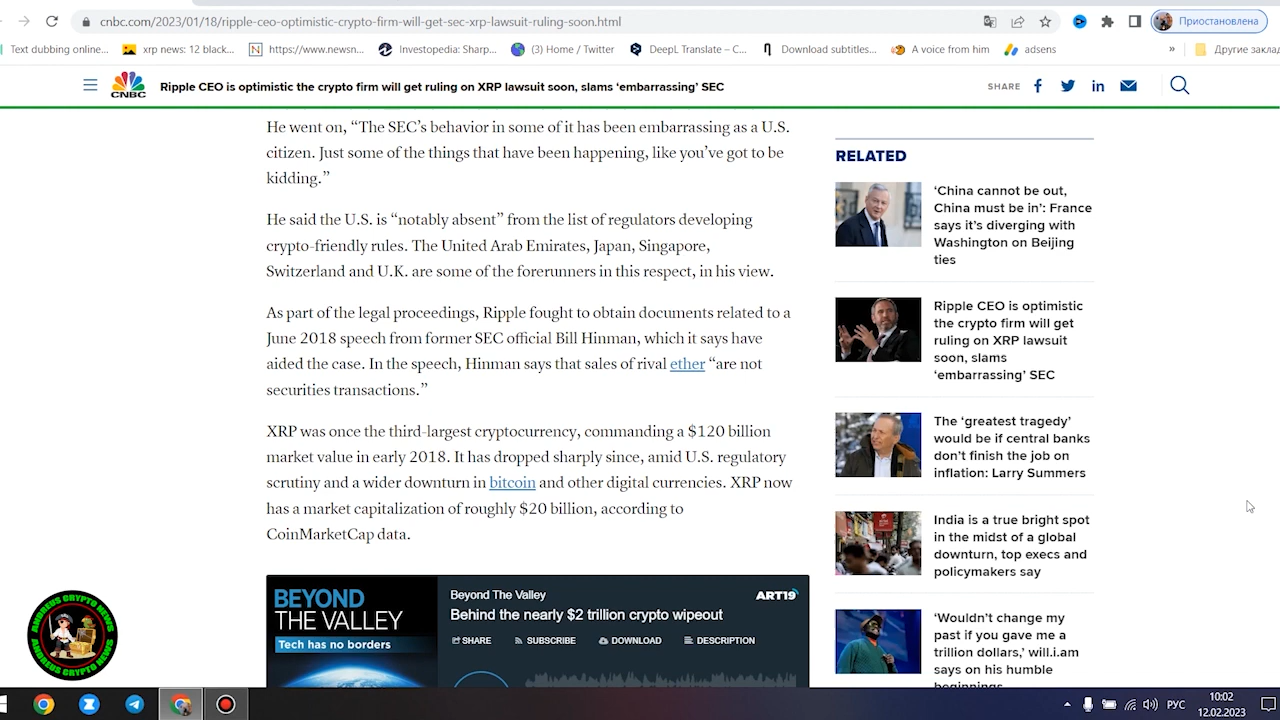 cnbc.com/2023/01/18/ripple-ceo-optimistic-crypto-firm-will-get-sec-xrp-lawsuit-ruling-soon.html
Приостановлена
Text dubbing online...
xrp news: 12 black...
https://www.newsn...
Investopedia: Sharp...
(3) Home / Twitter
DeepL Translate – C...
Download subtitles...
A voice from him
adsens
»
Другие заклад
CNBC
Ripple CEO is optimistic the crypto firm will get ruling on XRP lawsuit soon, slams ‘embarrassing’ SEC
SHARE
He went on, “The SEC’s behavior in some of it has been embarrassing as a U.S.
citizen. Just some of the things that have been happening, like you’ve got to be
kidding.”
He said the U.S. is “notably absent” from the list of regulators developing
crypto-friendly rules. The United Arab Emirates, Japan, Singapore,
Switzerland and U.K. are some of the forerunners in this respect, in his view.
As part of the legal proceedings, Ripple fought to obtain documents related to a
June 2018 speech from former SEC official Bill Hinman, which it says have
aided the case. In the speech, Hinman says that sales of rival ether “are not
securities transactions.”
XRP was once the third-largest cryptocurrency, commanding a $120 billion
market value in early 2018. It has dropped sharply since, amid U.S. regulatory
scrutiny and a wider downturn in bitcoin and other digital currencies. XRP now
has a market capitalization of roughly $20 billion, according to
CoinMarketCap data.
BEYOND
THE VALLEY
Tech has no borders
Beyond The Valley
Behind the nearly $2 trillion crypto wipeout
ART19
SHARE
SUBSCRIBE
DOWNLOAD
DESCRIPTION
RELATED
‘China cannot be out,
China must be in’: France
says it’s diverging with
Washington on Beijing
ties
Ripple CEO is optimistic
the crypto firm will get
ruling on XRP lawsuit
soon, slams
‘embarrassing’ SEC
The ‘greatest tragedy’
would be if central banks
don’t finish the job on
inflation: Larry Summers
India is a true bright spot
in the midst of a global
downturn, top execs and
policymakers say
‘Wouldn’t change my
past if you gave me a
trillion dollars,’ will.i.am
says on his humble
beginnings
ANDREUS CRYPTO NEWS
ANDREUS CRYPTO NEWS
РУС
10:02
12.02.2023